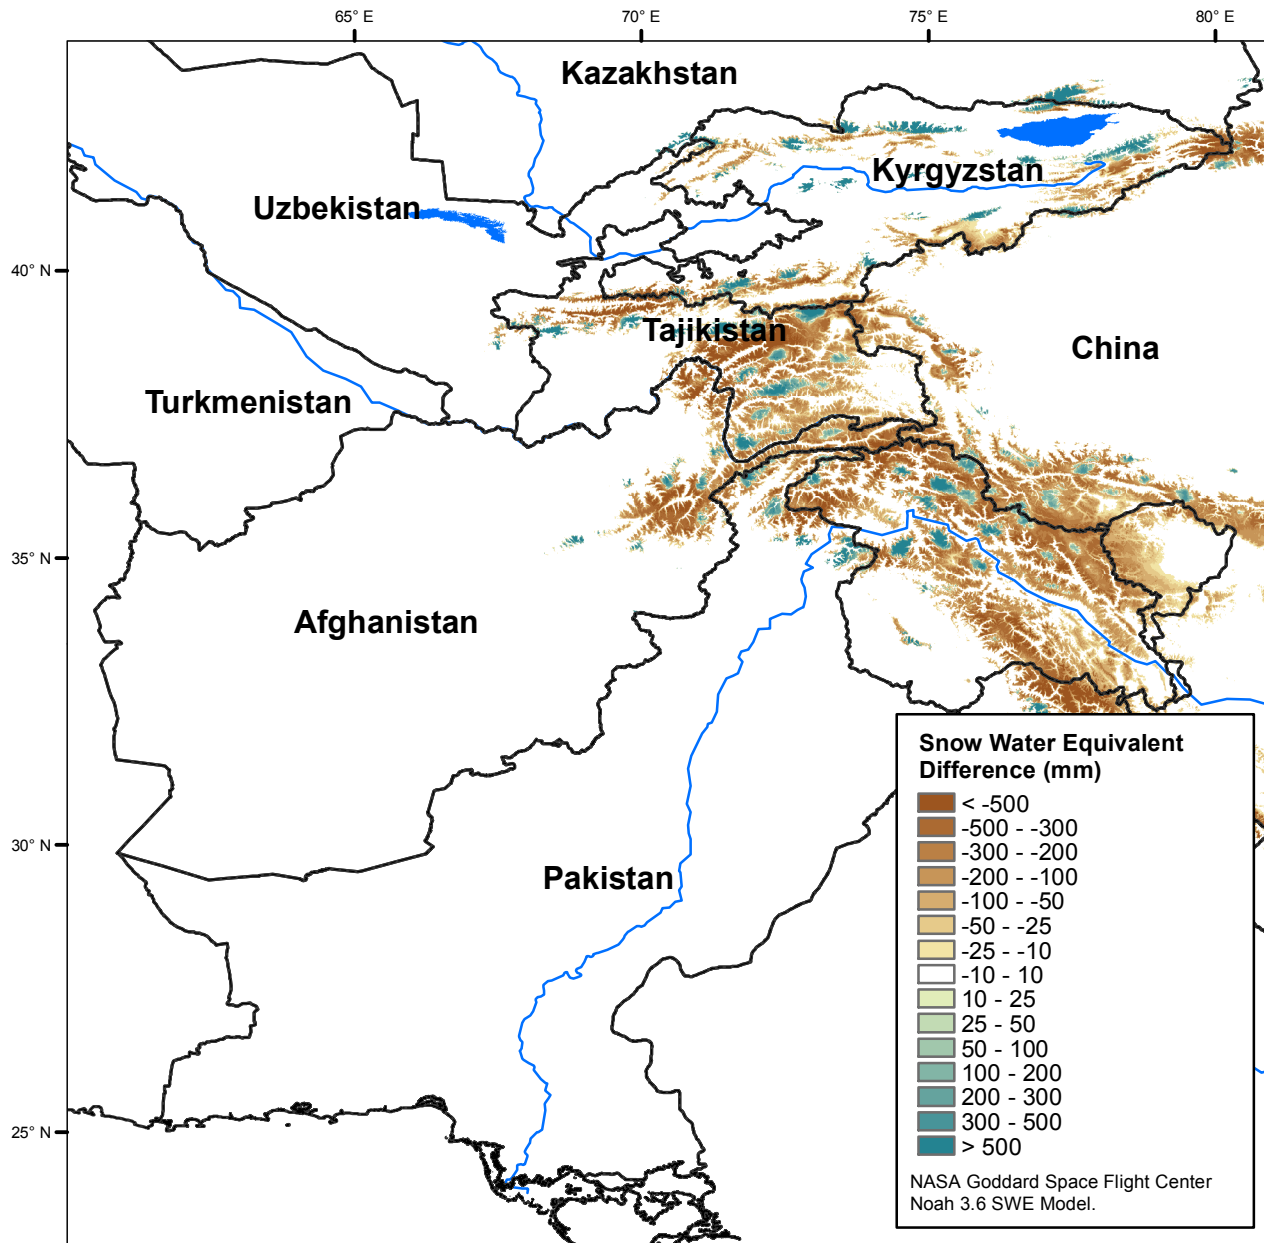 65° E
70° E
75° E
80° E
Kazakhstan
Kyrgyzstan
Uzbekistan
40° N
Tajikistan
China
Turkmenistan
35° N
Afghanistan
Snow Water Equivalent
Difference (mm)
< -500
-500 - -300
-300 - -200
-200 - -100
-100 - -50
-50 - -25
-25 - -10
-10 - 10
10 - 25
25 - 50
50 - 100
100 - 200
200 - 300
300 - 500
> 500
NASA Goddard Space Flight Center
Noah 3.6 SWE Model.
30° N
Pakistan
25° N